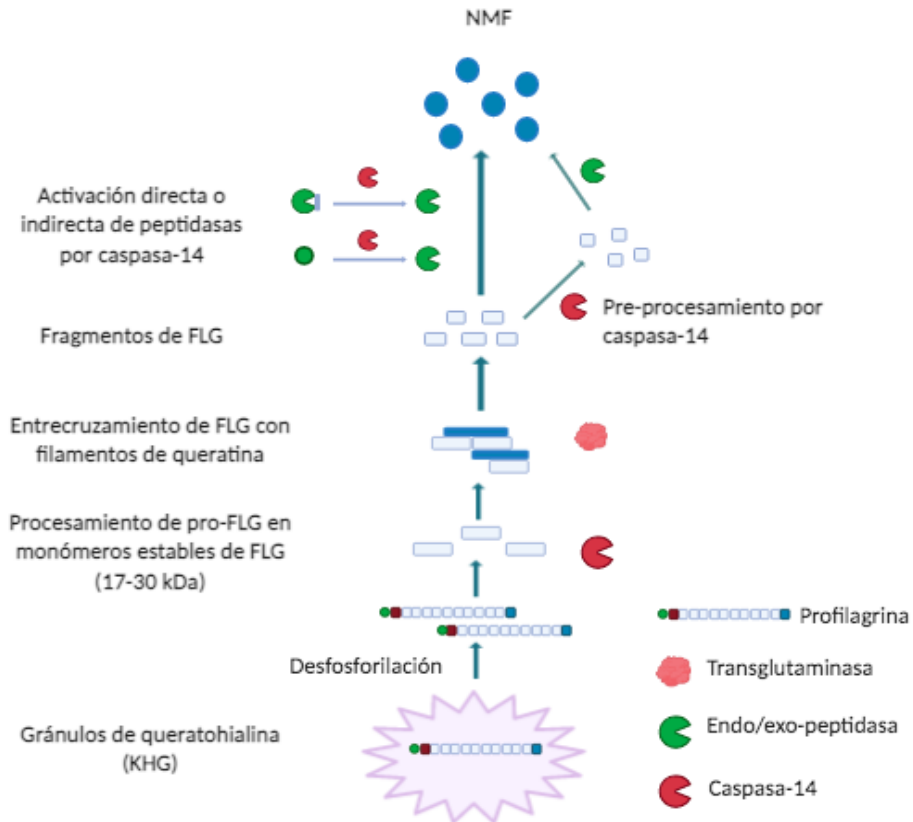 NMF
Activación directa o
indirecta de peptidasas
por caspasa-14
Fragmentos de FLG
Pre-procesamiento por
caspasa-14
Entrecruzamiento de FLG con
filamentos de queratina
Procesamiento de pro-FLG en
monómeros estables de FLG
(17-30 kDa)
Desfosforilación
Gránulos de queratohialina
(KHG)
Profilagrina
Transglutaminasa
Endo/exo-peptidasa
Caspasa-14